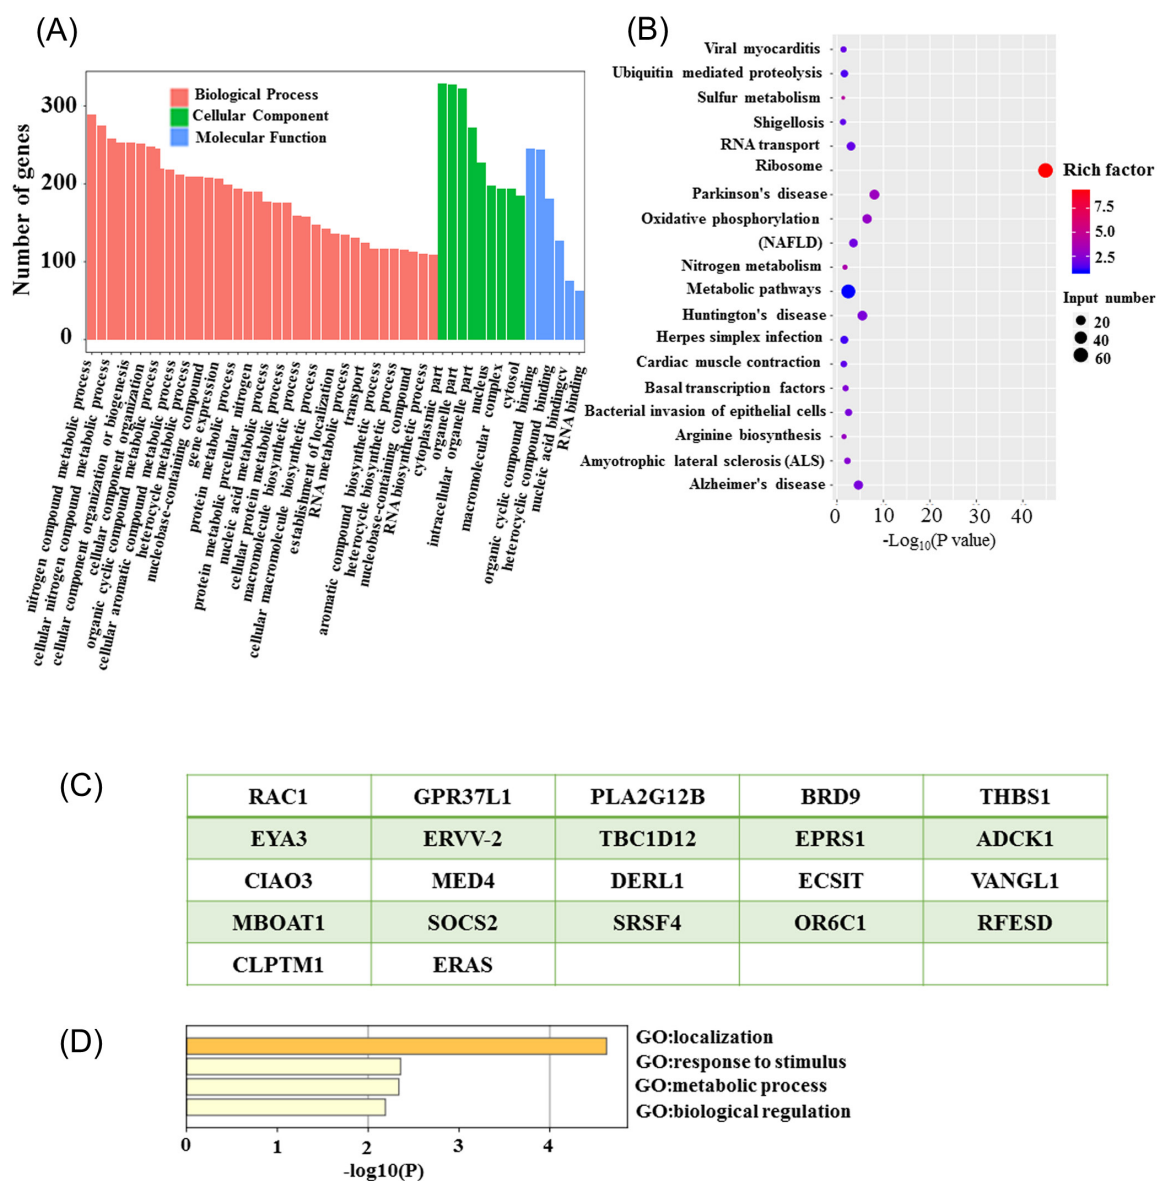 (A)
Number of genes
300
200
100
0
Biological Process
Cellular Component
Molecular Function
nitrogen compound metabolic process
cellular nitrogen compound metabolic process
cellular component organization or biogenesis
cellular component organization
organic cyclic compound metabolic process
cellular aromatic compound metabolic process
heterocycle metabolic process
nucleobase-containing compound
gene expression
protein metabolic process
protein metabolic prcellular nitrogen
nucleic acid metabolic process
cellular protein metabolic process
macromolecule biosynthetic process
cellular macromolecule biosynthetic process
establishment of localization
RNA metabolic process
transport
aromatic compound biosynthetic process
heterocycle biosynthetic process
nucleobase-containing compound
RNA biosynthetic process
cytoplasmic part
organelle part
intracellular organelle part
nucleus
macromolecular complex
cytosol
organic cyclic compound binding
heterocyclic compound binding
nucleic acid bindingcv
RNA binding
(B)
Viral myocarditis
Ubiquitin mediated proteolysis
Sulfur metabolism
Shigellosis
RNA transport
Ribosome
Parkinson's disease
Oxidative phosphorylation
(NAFLD)
Nitrogen metabolism
Metabolic pathways
Huntington's disease
Herpes simplex infection
Cardiac muscle contraction
Basal transcription factors
Bacterial invasion of epithelial cells
Arginine biosynthesis
Amyotrophic lateral sclerosis (ALS)
Alzheimer's disease
0 10 20 30 40
-Log10(P value)
Rich factor
7.5
5.0
2.5
Input number
20
40
60
(C)
RAC1 GPR37L1 PLA2G12B BRD9 THBS1
EYA3 ERVV-2 TBC1D12 EPRS1 ADCK1
CIAO3 MED4 DERL1 ECSIT VANGL1
MBOAT1 SOCS2 SRSF4 OR6C1 RFESD
CLPTM1 ERAS
(D)
GO:localization
GO:response to stimulus
GO:metabolic process
GO:biological regulation
0 1 2 3 4
-log10(P)